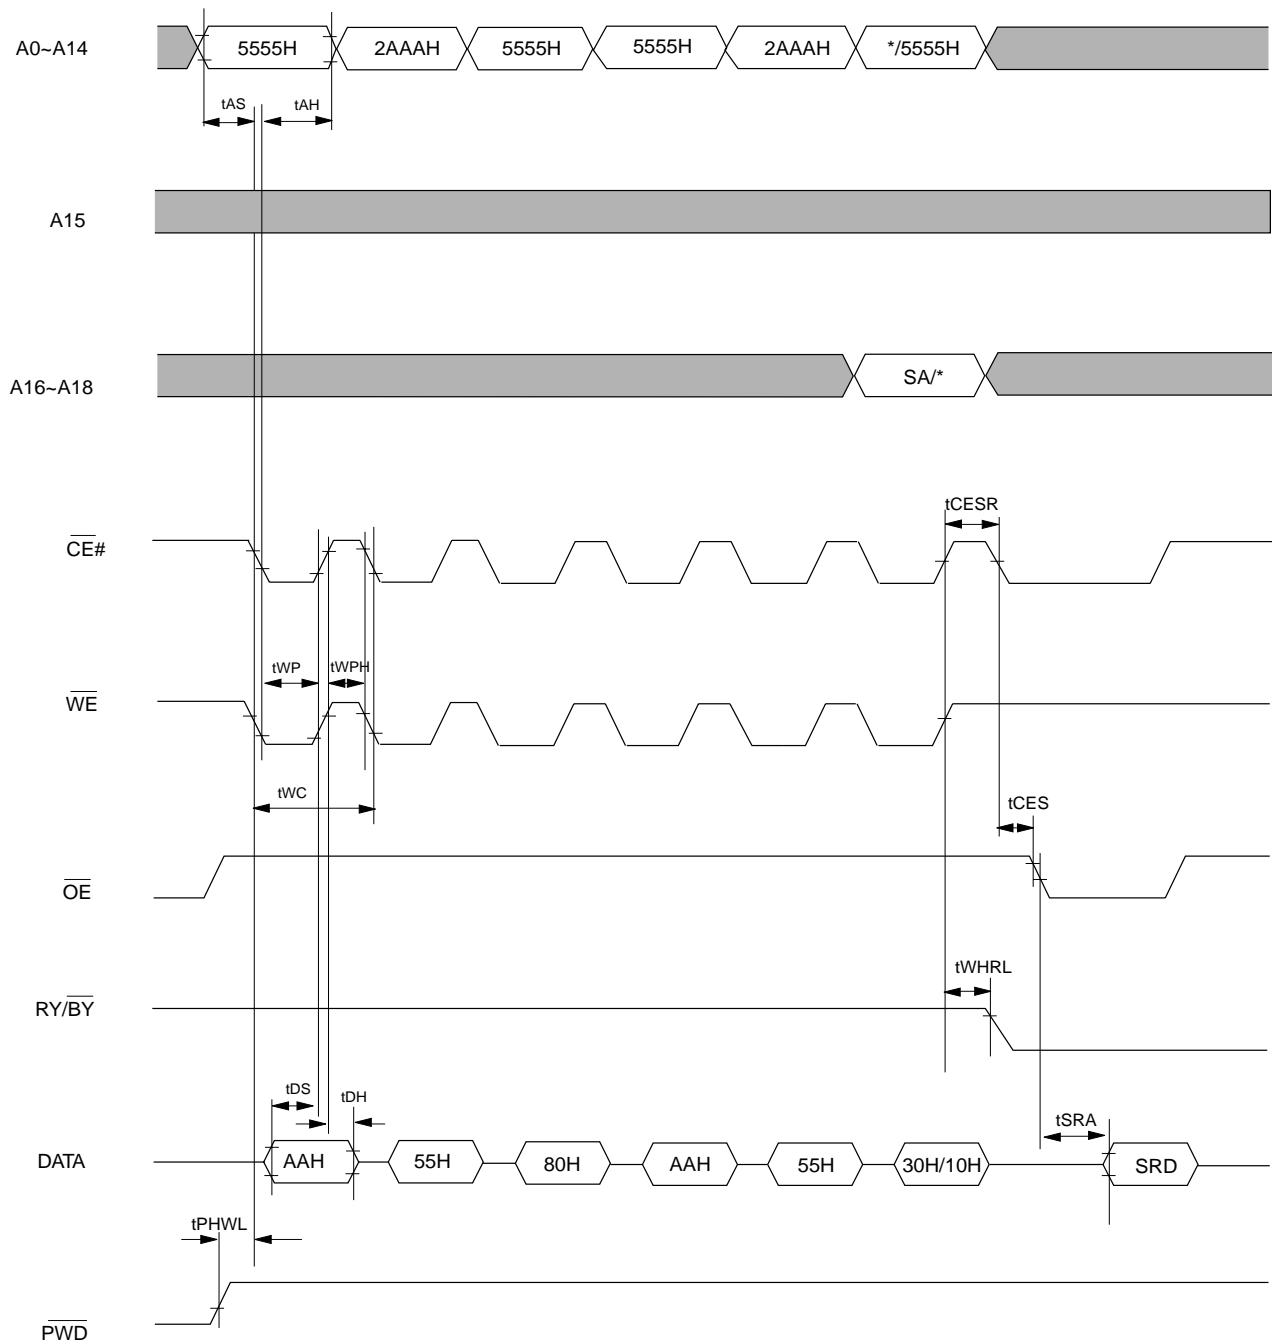 A0~A14 5555H 2AAAH 5555H 5555H 2AAAH */5555H
tAS tAH
A15
A16~A18 SA/*
tCESR
CE#
tWP tWPH
WE
tWC tCES
OE
tWHRL
RY/BY
tDS tDH tSRA
DATA AAH 55H 80H AAH 55H 30H/10H SRD
tPHWL
PWD